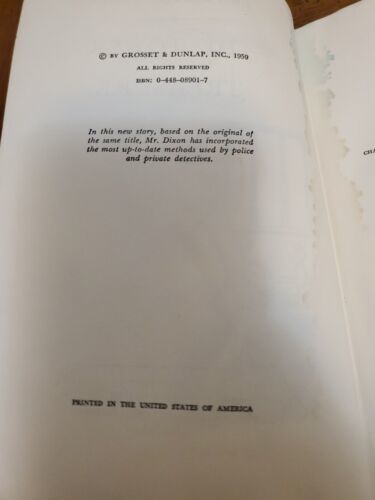 © BY GROSSET & DUNLAP, INC., 1959
ALL RIGHTS RESERVED
ISBN: 0-448-08901-7
In this new story, based on the original of
the same title, Mr. Dixon has incorporated
the most up-to-date methods used by police
and private detectives.
PRINTED IN THE UNITED STATES OF AMERICA